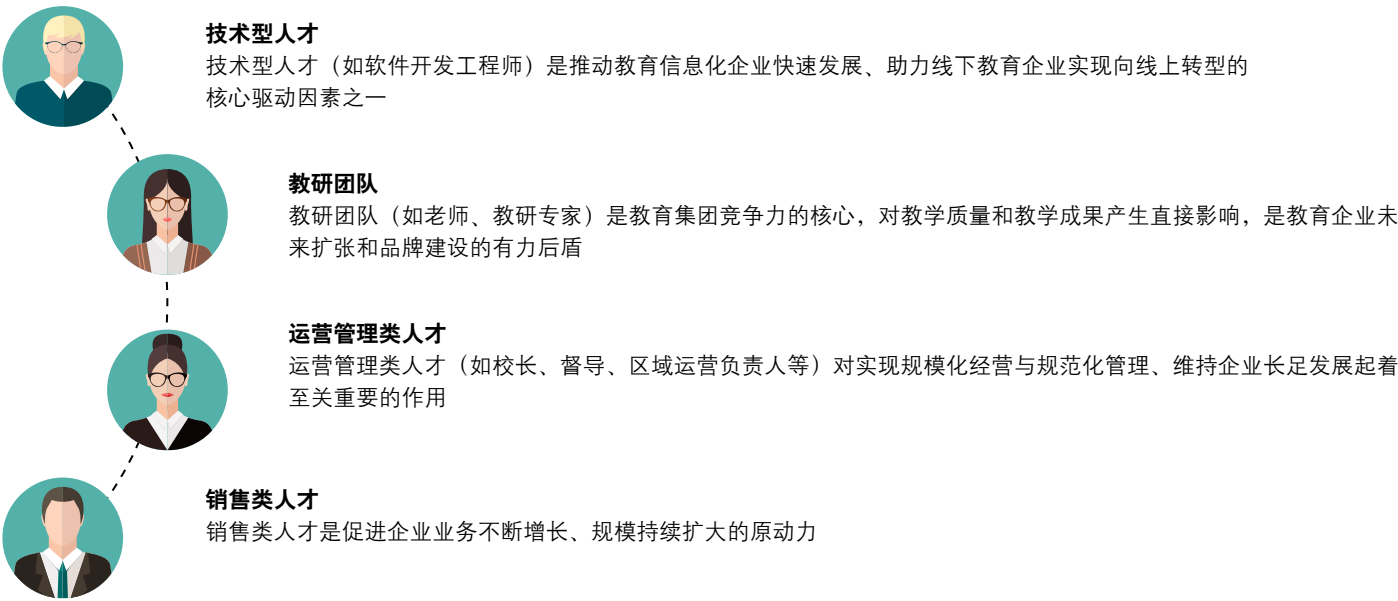 技术型人才
技术型人才（如软件开发工程师）是推动教育信息化企业快速发展、助力线下教育企业实现向线上转型的
核心驱动因素之一
教研团队
教研团队（如老师、教研专家）是教育集团竞争力的核心，对教学质量和教学成果产生直接影响，是教育企业未
来扩张和品牌建设的有力后盾
运营管理类人才
运营管理类人才（如校长、督导、区域运营负责人等）对实现规模化经营与规范化管理、维持企业长足发展起着
至关重要的作用
销售类人才
销售类人才是促进企业业务不断增长、规模持续扩大的原动力